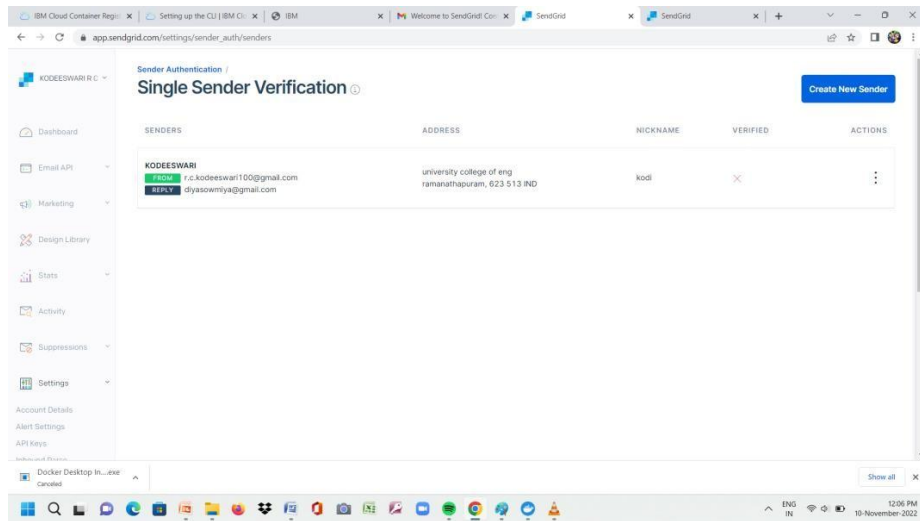 IBM Cloud Container Regi
Setting up the CLI | IBM Cl
IBM
Welcome to SendGrid! Con
SendGrid
SendGrid
app.sendgrid.com/settings/sender_auth/senders
KODEESWARI R.C
Sender Authentication /
Single Sender Verification
Create New Sender
Dashboard
Email API
Marketing
Design Library
Stats
Activity
Suppressions
Settings
Account Details
Alert Settings
API Keys
Inbound Parse
SENDERS ADDRESS NICKNAME VERIFIED ACTIONS
KODEESWARI
FROM r.c.kodeeswari100@gmail.com
REPLY diyasowmiya@gmail.com
university college of eng
ramanathapuram, 623 513 IND
kodi
Docker Desktop In....exe
Canceled
Show all
ENG
IN
12:06 PM
10-November-2022